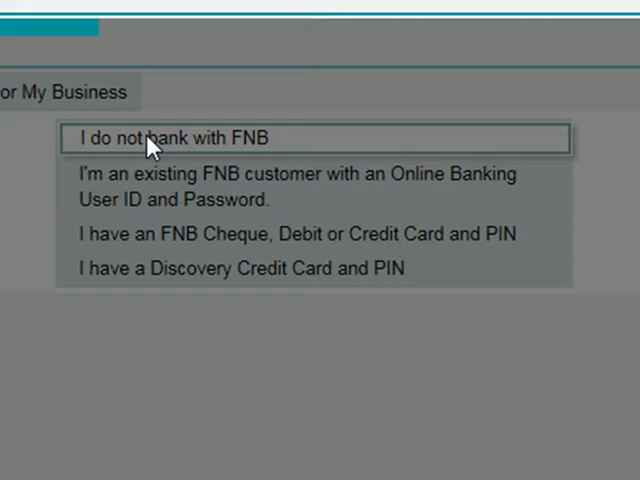 or My Business
I do not bank with FNB
I'm an existing FNB customer with an Online Banking
User ID and Password.
I have an FNB Cheque, Debit or Credit Card and PIN
I have a Discovery Credit Card and PIN